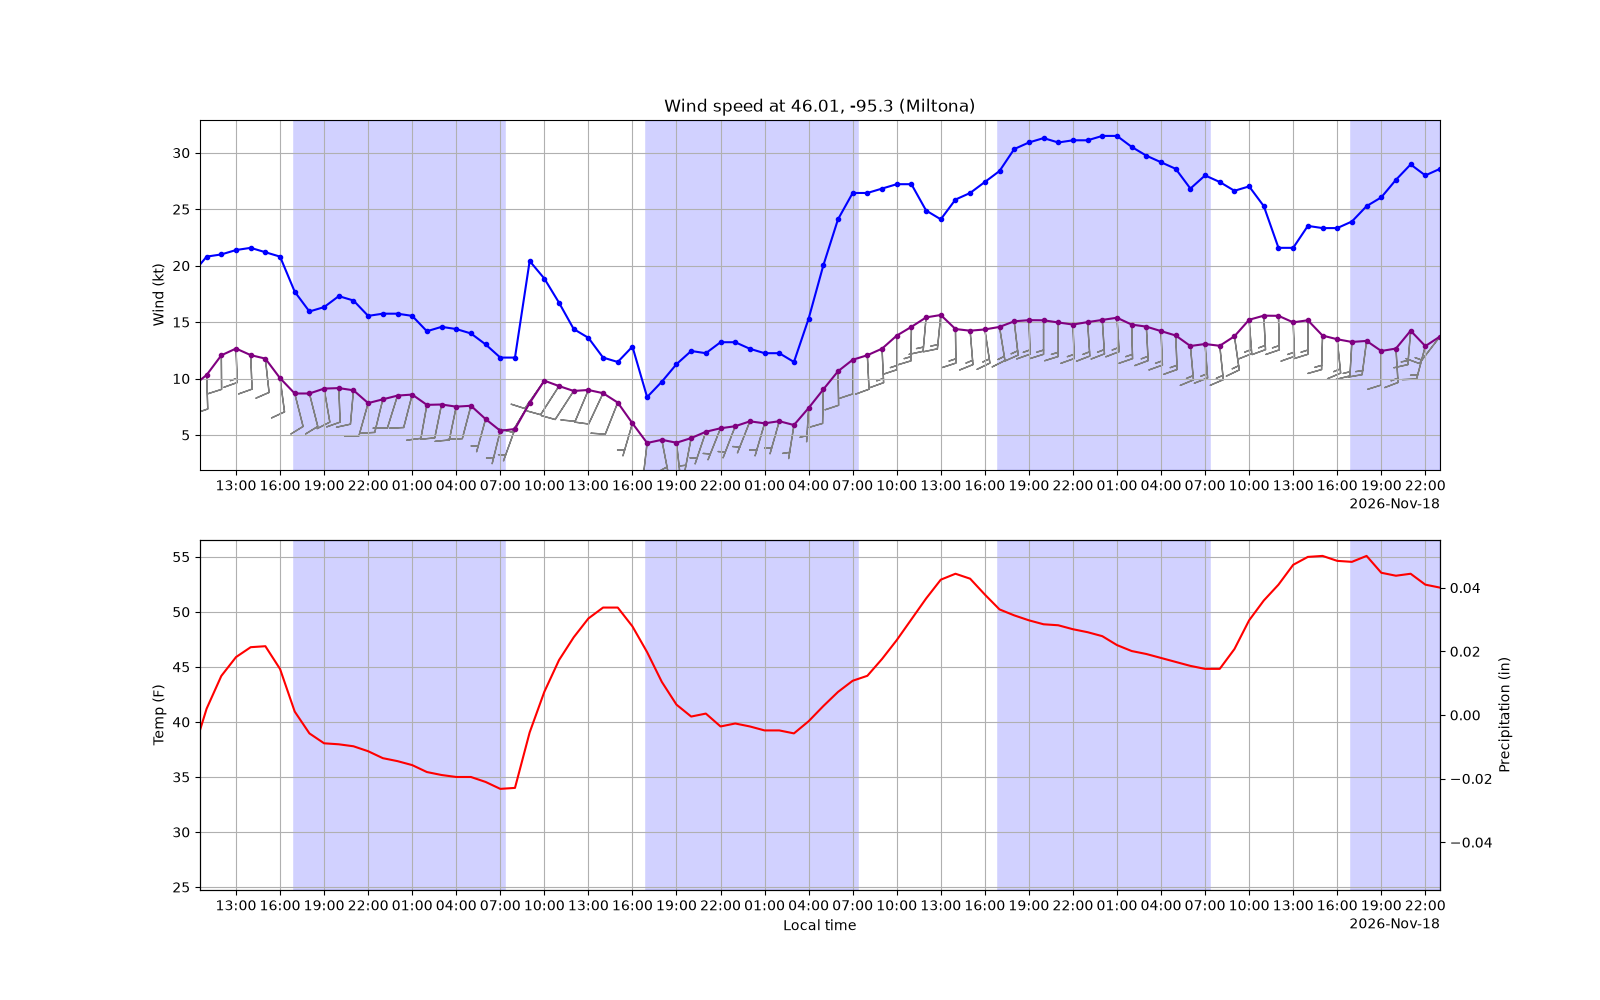 Wind speed at 46.01, -95.3 (Miltona)
Wind (kt)
30
25
20
15
10
5
13:00 16:00 19:00 22:00 01:00 04:00 07:00 10:00 13:00 16:00 19:00 22:00 01:00 04:00 07:00 10:00 13:00 16:00 19:00 22:00 01:00 04:00 07:00 10:00 13:00 16:00 19:00 22:00
2026-Nov-18
Temp (F)
55
50
45
40
35
30
25
0.04
0.02
0.00
−0.02
−0.04
Precipitation (in)
13:00 16:00 19:00 22:00 01:00 04:00 07:00 10:00 13:00 16:00 19:00 22:00 01:00 04:00 07:00 10:00 13:00 16:00 19:00 22:00 01:00 04:00 07:00 10:00 13:00 16:00 19:00 22:00
Local time
2026-Nov-18